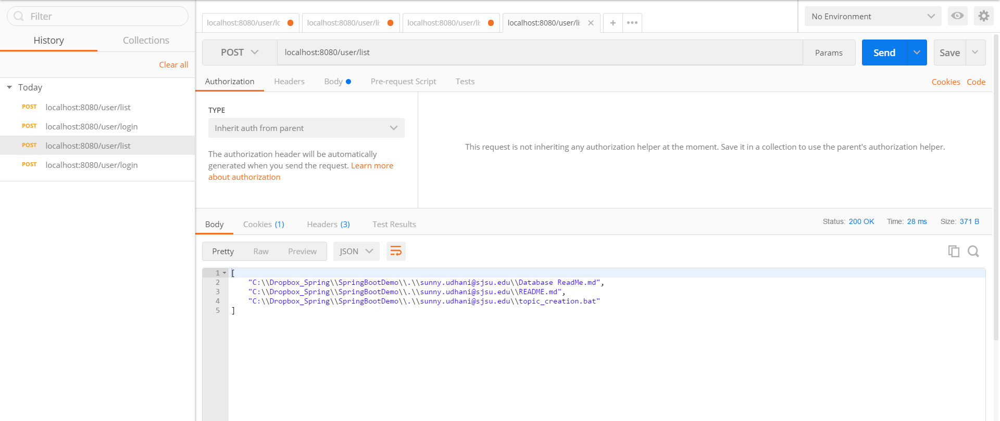 Filter
History Collections
Clear all
Today
POST localhost:8080/user/list
POST localhost:8080/user/login
POST localhost:8080/user/list
POST localhost:8080/user/login
localhost:8080/user/lo localhost:8080/user/li localhost:8080/user/li localhost:8080/user/li
No Environment
POST localhost:8080/user/list Params Send Save
Authorization Headers Body Pre-request Script Tests Cookies Code
TYPE
Inherit auth from parent
The authorization header will be automatically
generated when you send the request. Learn more
about authorization
This request is not inheriting any authorization helper at the moment. Save it in a collection to use the parent's authorization helper.
Body Cookies (1) Headers (3) Test Results Status: 200 OK Time: 28 ms Size: 371 B
Pretty Raw Preview JSON
1 [
2 "C:\\Dropbox_Spring\\SpringBootDemo\\.\\sunny.udhani@sjsu.edu\\Database ReadMe.md",
3 "C:\\Dropbox_Spring\\SpringBootDemo\\.\\sunny.udhani@sjsu.edu\\README.md",
4 "C:\\Dropbox_Spring\\SpringBootDemo\\.\\sunny.udhani@sjsu.edu\\topic_creation.bat"
5 ]